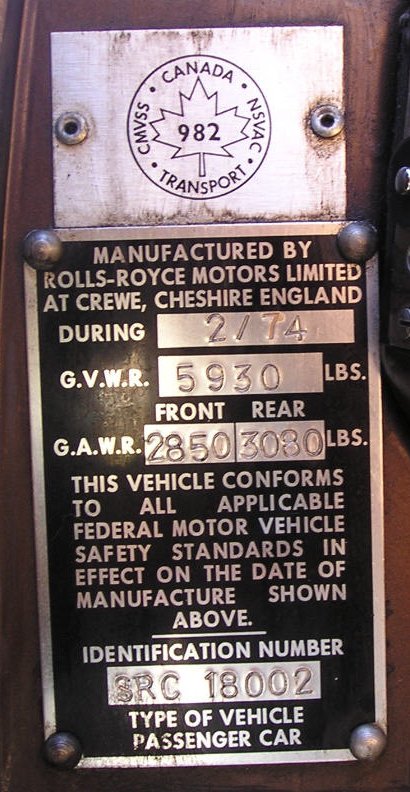 CANADA
CMVSS · 982 · NSVAC
TRANSPORT
MANUFACTURED BY
ROLLS-ROYCE MOTORS LIMITED
AT CREWE, CHESHIRE ENGLAND
DURING 2/74
G.V.W.R. 5930 LBS.
FRONT REAR
G.A.W.R. 2850 3080 LBS.
THIS VEHICLE CONFORMS
TO ALL APPLICABLE
FEDERAL MOTOR VEHICLE
SAFETY STANDARDS IN
EFFECT ON THE DATE OF
MANUFACTURE SHOWN
ABOVE.
IDENTIFICATION NUMBER
SRC 18002
TYPE OF VEHICLE
PASSENGER CAR